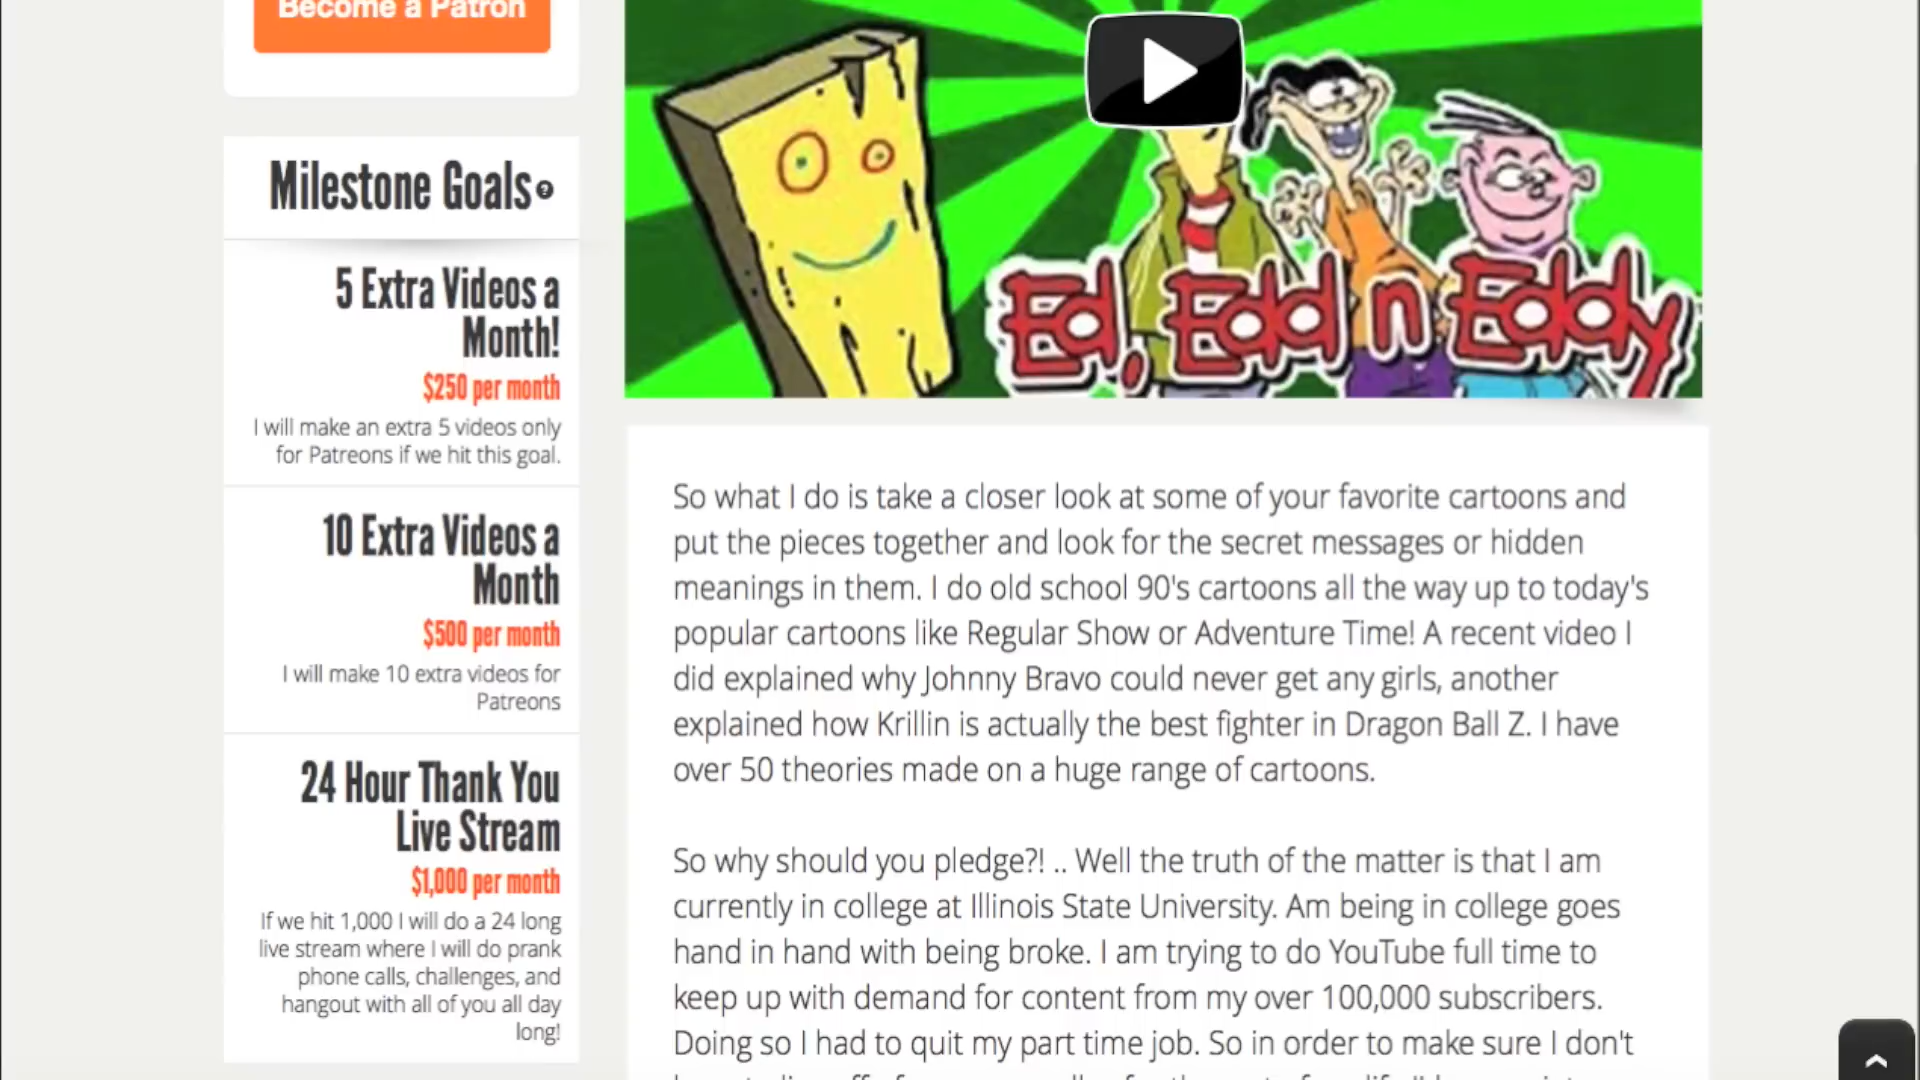 Become a Patron
Milestone Goals
5 Extra Videos a
Month!
$250 per month
I will make an extra 5 videos only
for Patreons if we hit this goal.
10 Extra Videos a
Month
$500 per month
I will make 10 extra videos for
Patreons
24 Hour Thank You
Live Stream
$1,000 per month
If we hit 1,000 I will do a 24 long
live stream where I will do prank
phone calls, challenges, and
hangout with all of you all day
long!
Ed, Edd n Eddy
So what I do is take a closer look at some of your favorite cartoons and
put the pieces together and look for the secret messages or hidden
meanings in them. I do old school 90's cartoons all the way up to today's
popular cartoons like Regular Show or Adventure Time! A recent video I
did explained why Johnny Bravo could never get any girls, another
explained how Krillin is actually the best fighter in Dragon Ball Z. I have
over 50 theories made on a huge range of cartoons.
So why should you pledge?! .. Well the truth of the matter is that I am
currently in college at Illinois State University. Am being in college goes
hand in hand with being broke. I am trying to do YouTube full time to
keep up with demand for content from my over 100,000 subscribers.
Doing so I had to quit my part time job. So in order to make sure I don't